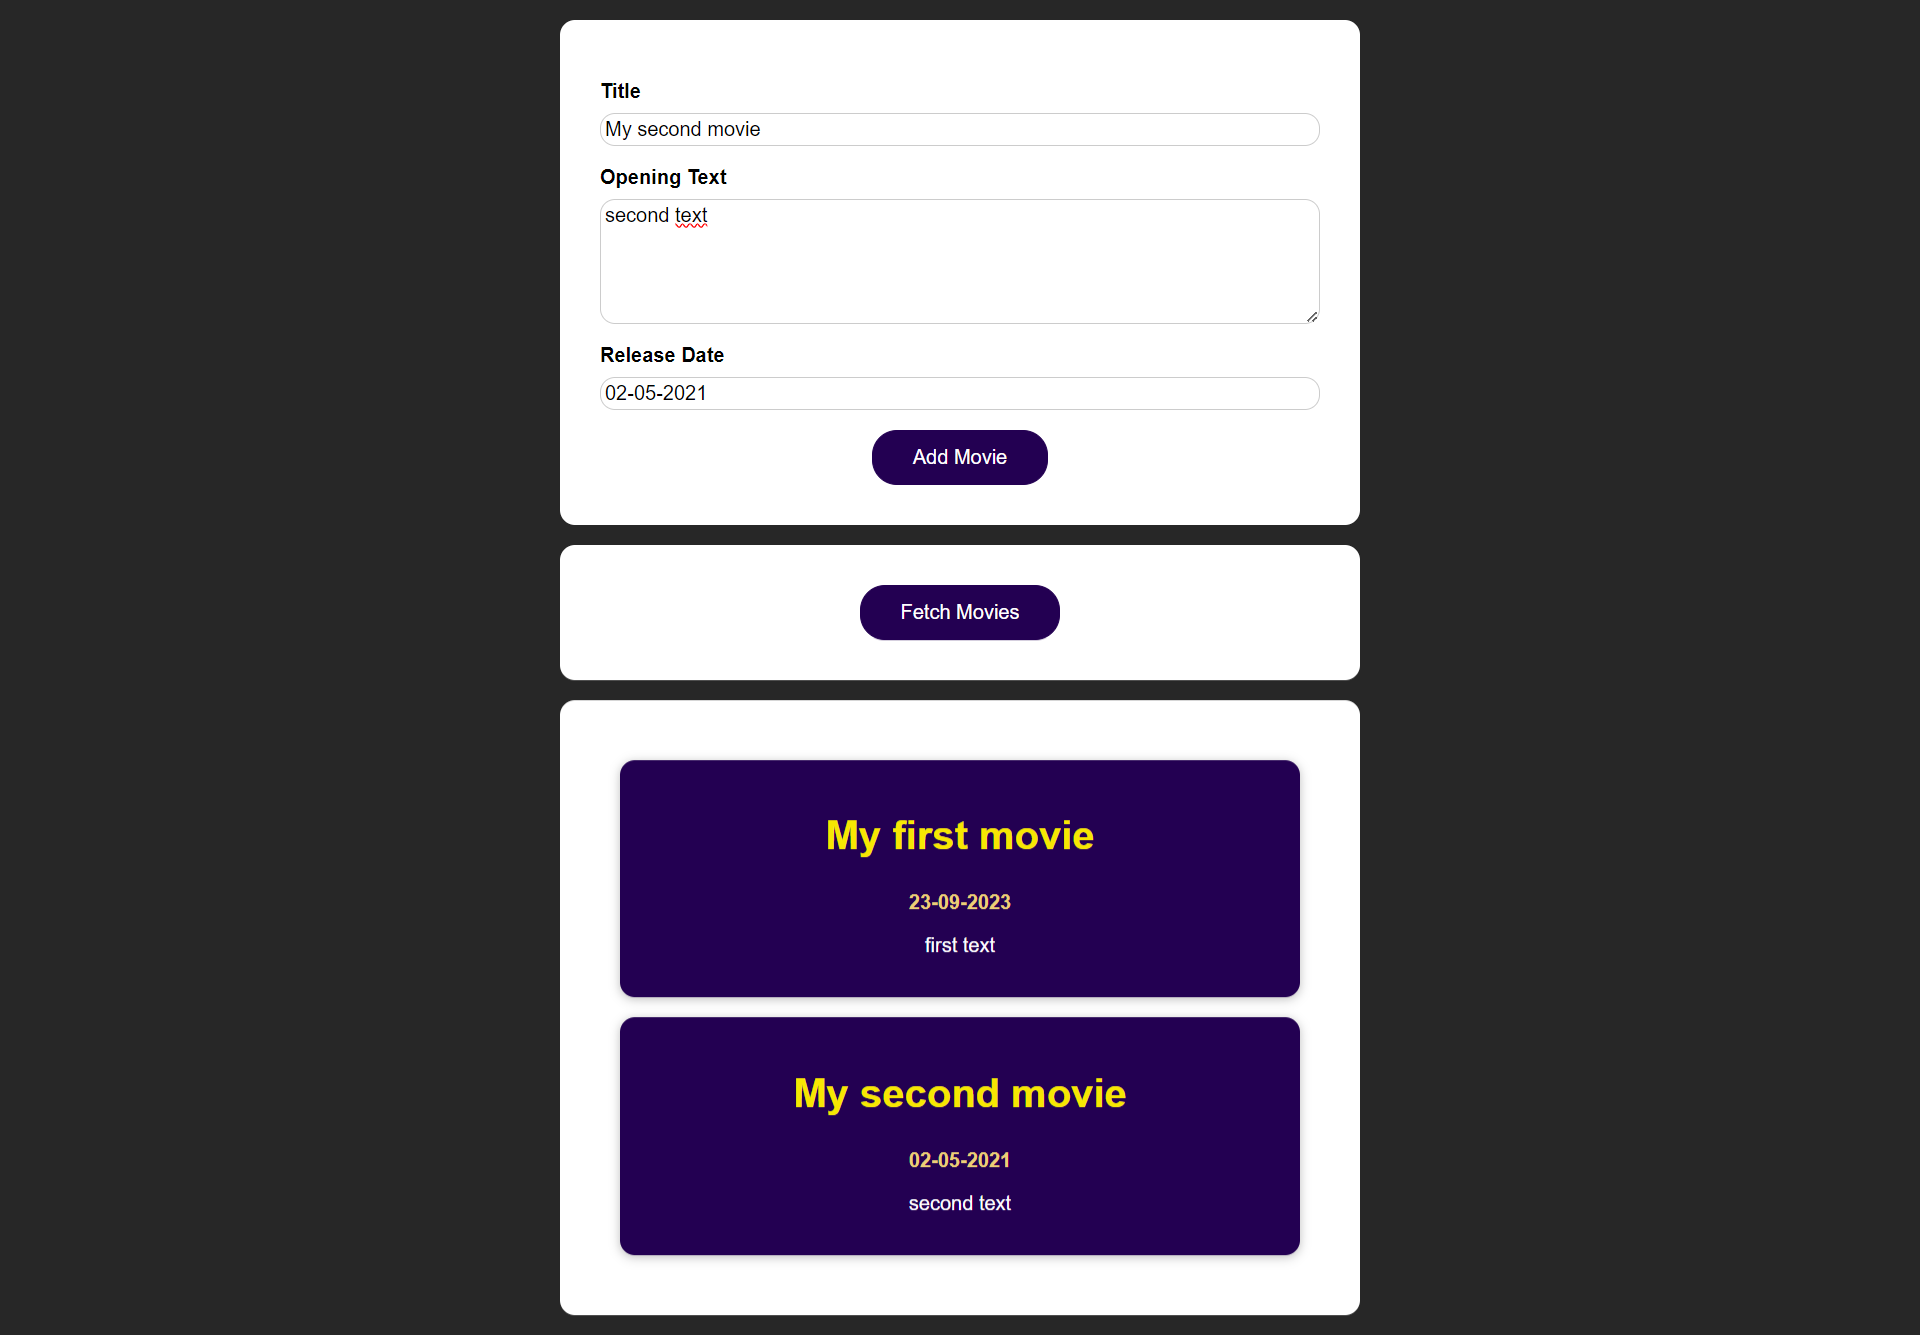 Title
My second movie
Opening Text
second text
Release Date
02-05-2021
Add Movie
Fetch Movies
My first movie
23-09-2023
first text
My second movie
02-05-2021
second text